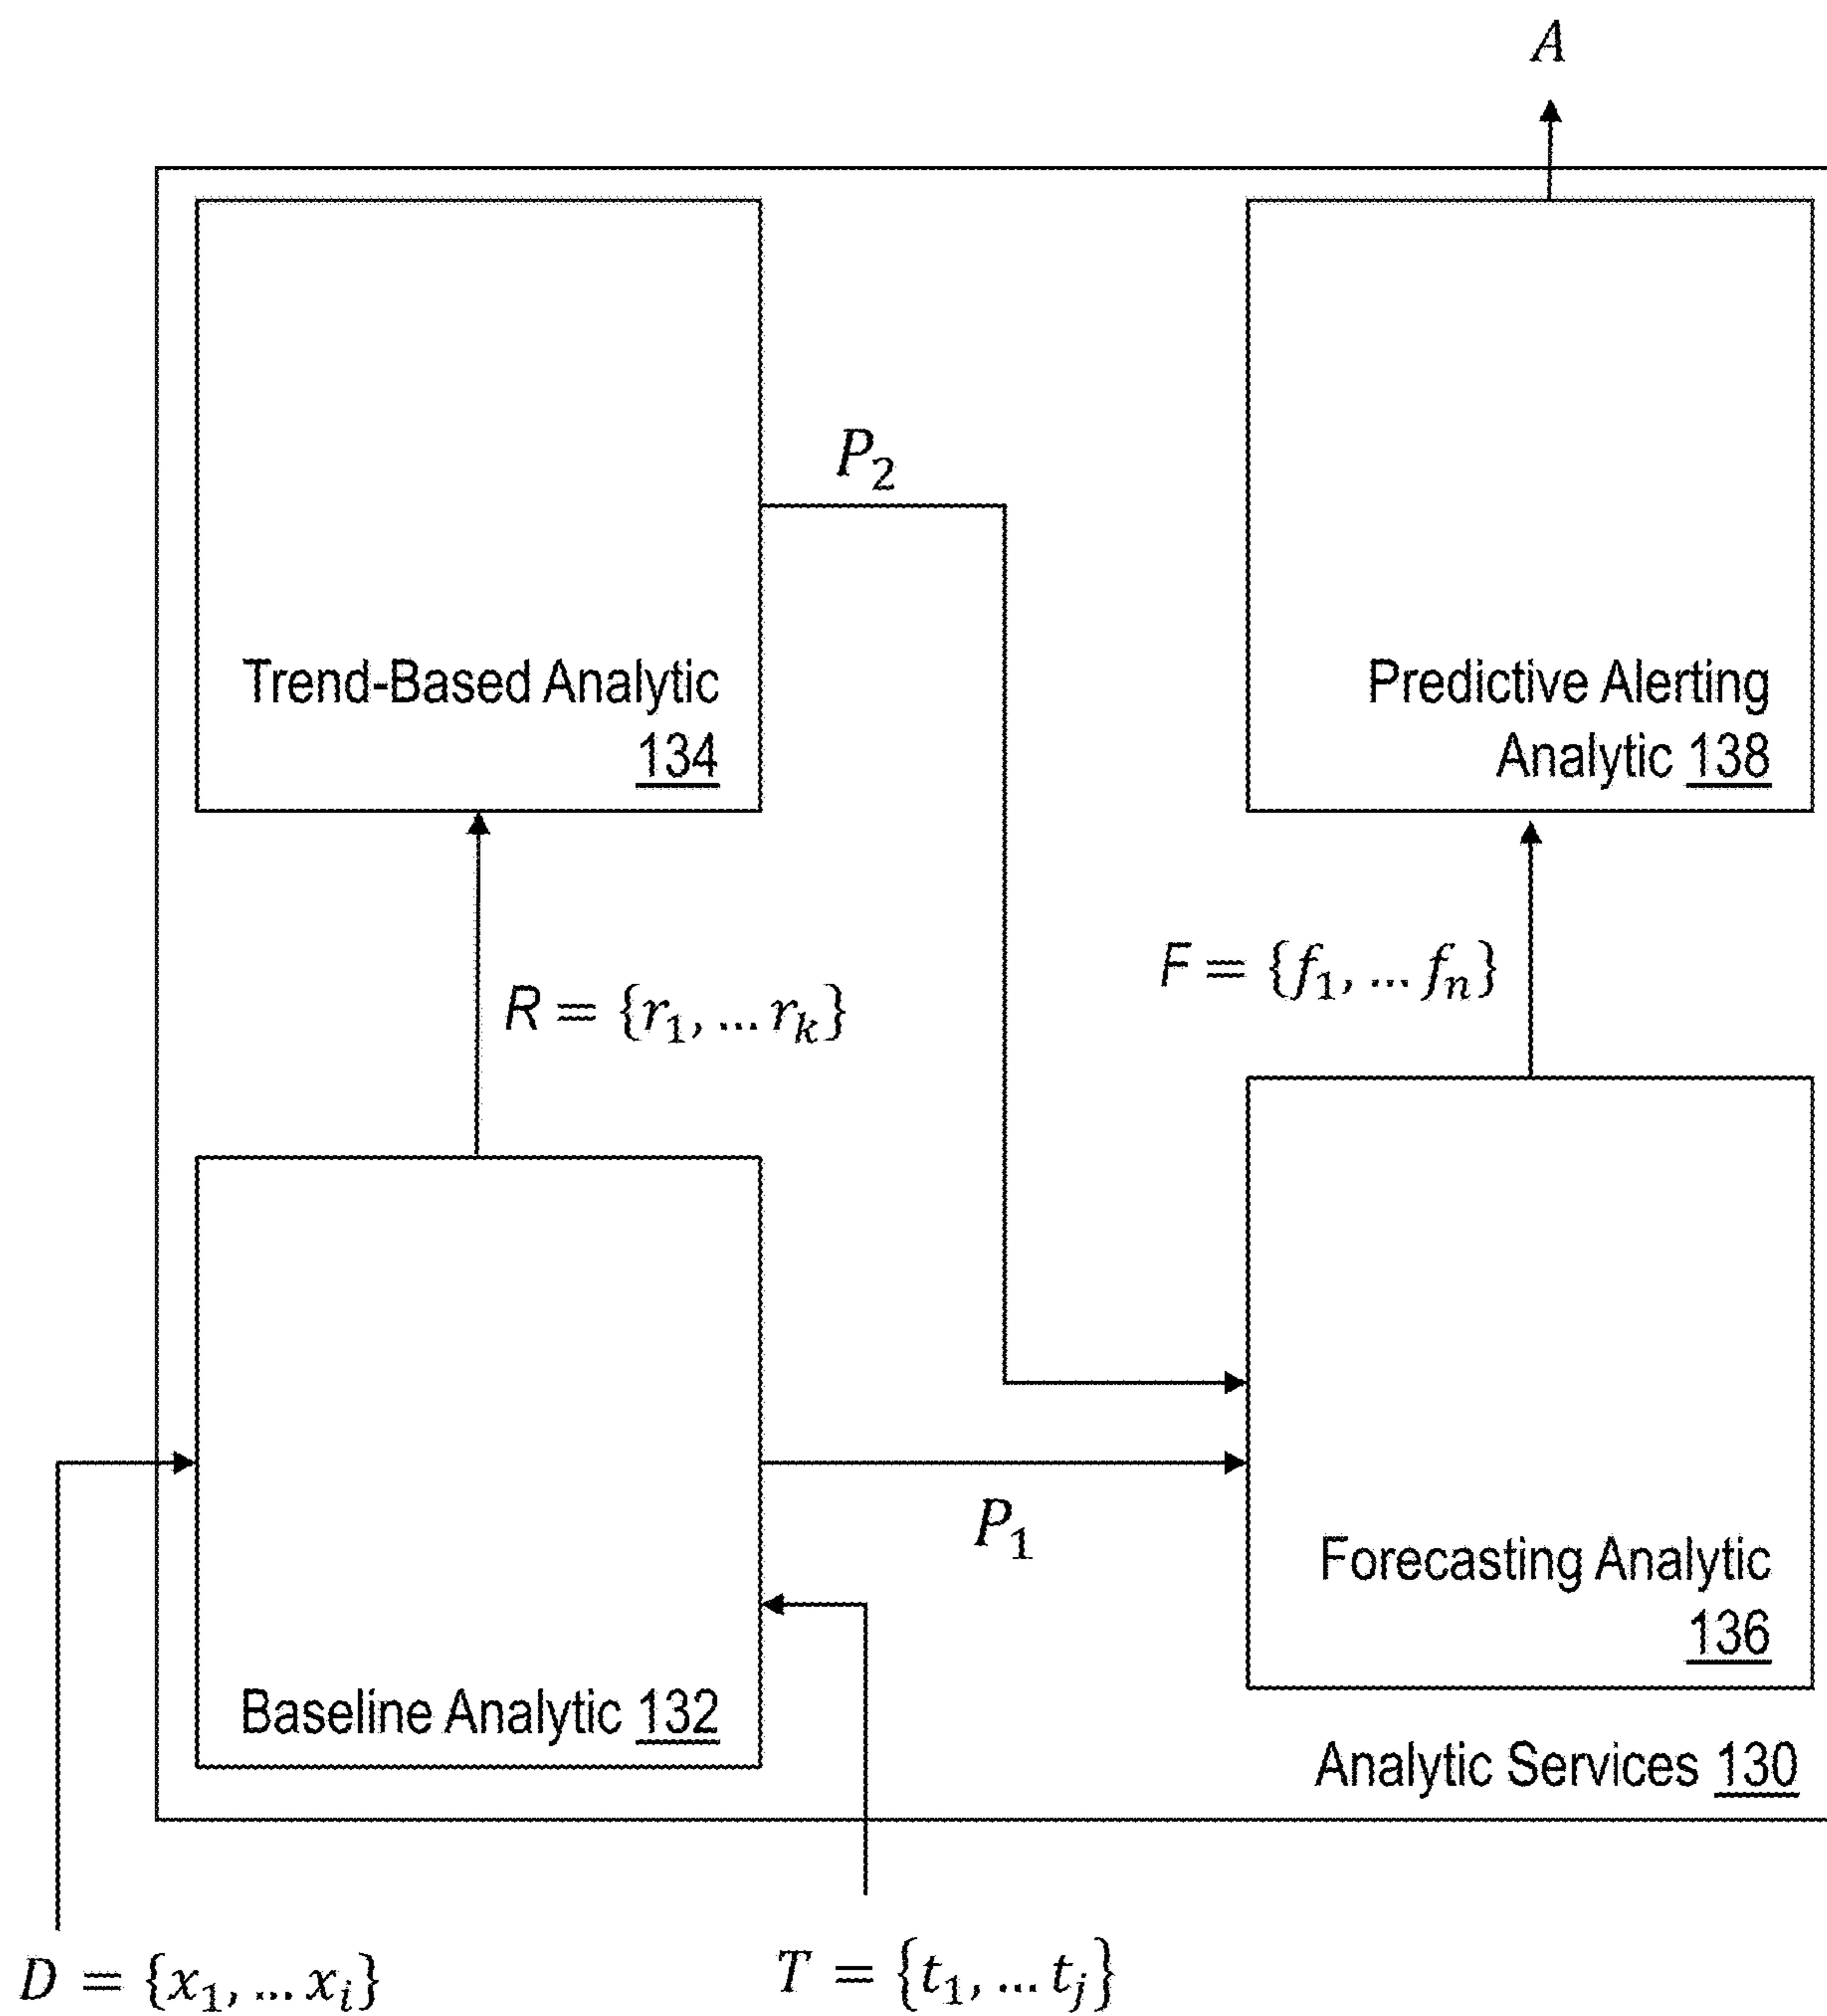 A
P₂
Trend-Based Analytic
134
Predictive Alerting
Analytic 138
R = {r₁, ... rₖ}
F = {f₁, ... fₙ}
P₁
Forecasting Analytic
136
Baseline Analytic 132
Analytic Services 130
D = {x₁, ... xᵢ}
T = {t₁, ... tⱼ}